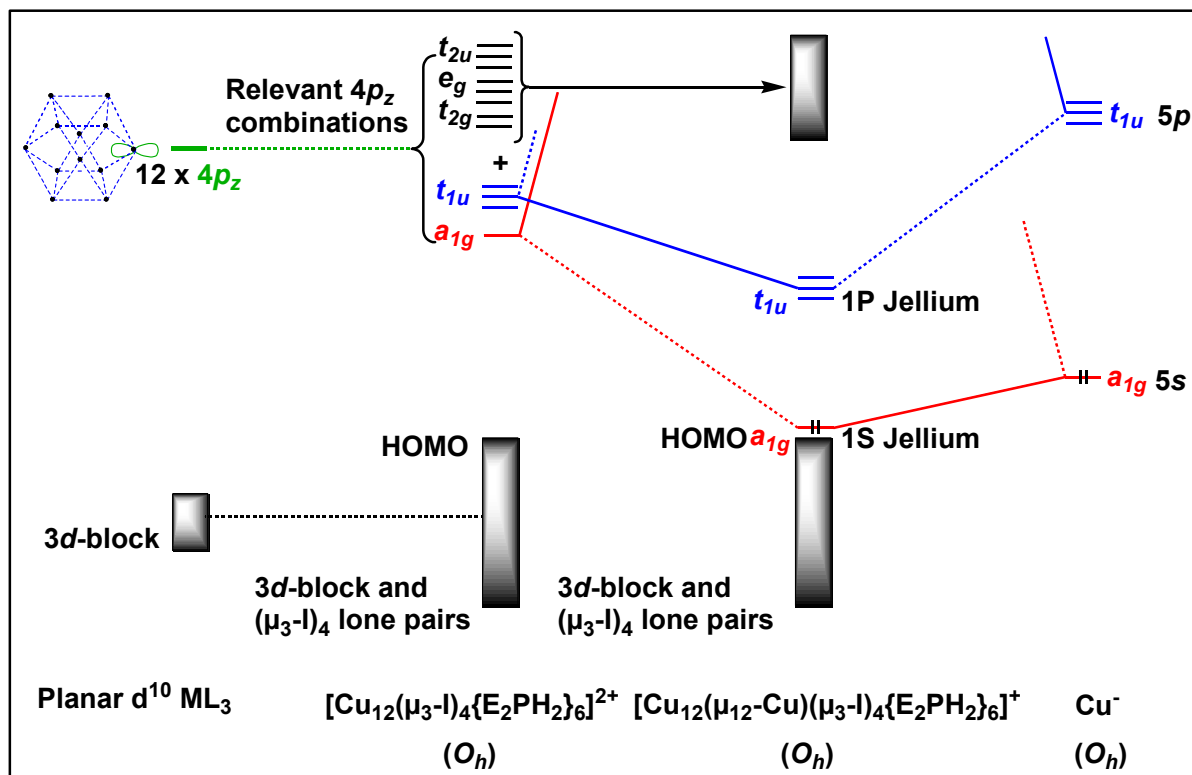 t2u
eg
t2g
Relevant 4pz
combinations
12 x 4pz
+
t1u
a1g
t1u 5p
t1u 1P Jellium
a1g 5s
HOMO
HOMO a1g 1S Jellium
3d-block
3d-block and
(μ3-I)4 lone pairs
3d-block and
(μ3-I)4 lone pairs
Planar d10 ML3
[Cu12(μ3-I)4{E2PH2}6]2+
(Oh)
[Cu12(μ12-Cu)(μ3-I)4{E2PH2}6]+
(Oh)
Cu-
(Oh)